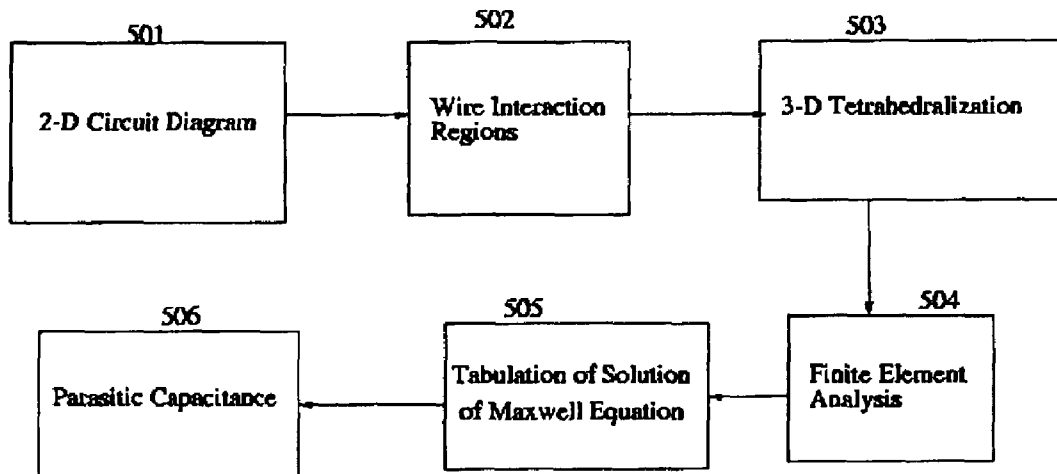 501
2-D Circuit Diagram
502
Wire Interaction
Regions
503
3-D Tetrahedralization
504
Finite Element
Analysis
505
Tabulation of Solution
of Maxwell Equation
506
Parasitic Capacitance